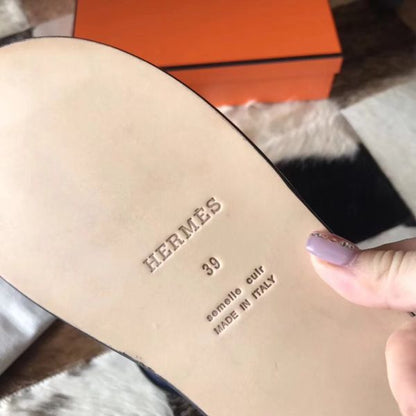 HERMÈS
39
semelle cuir
MADE IN ITALY